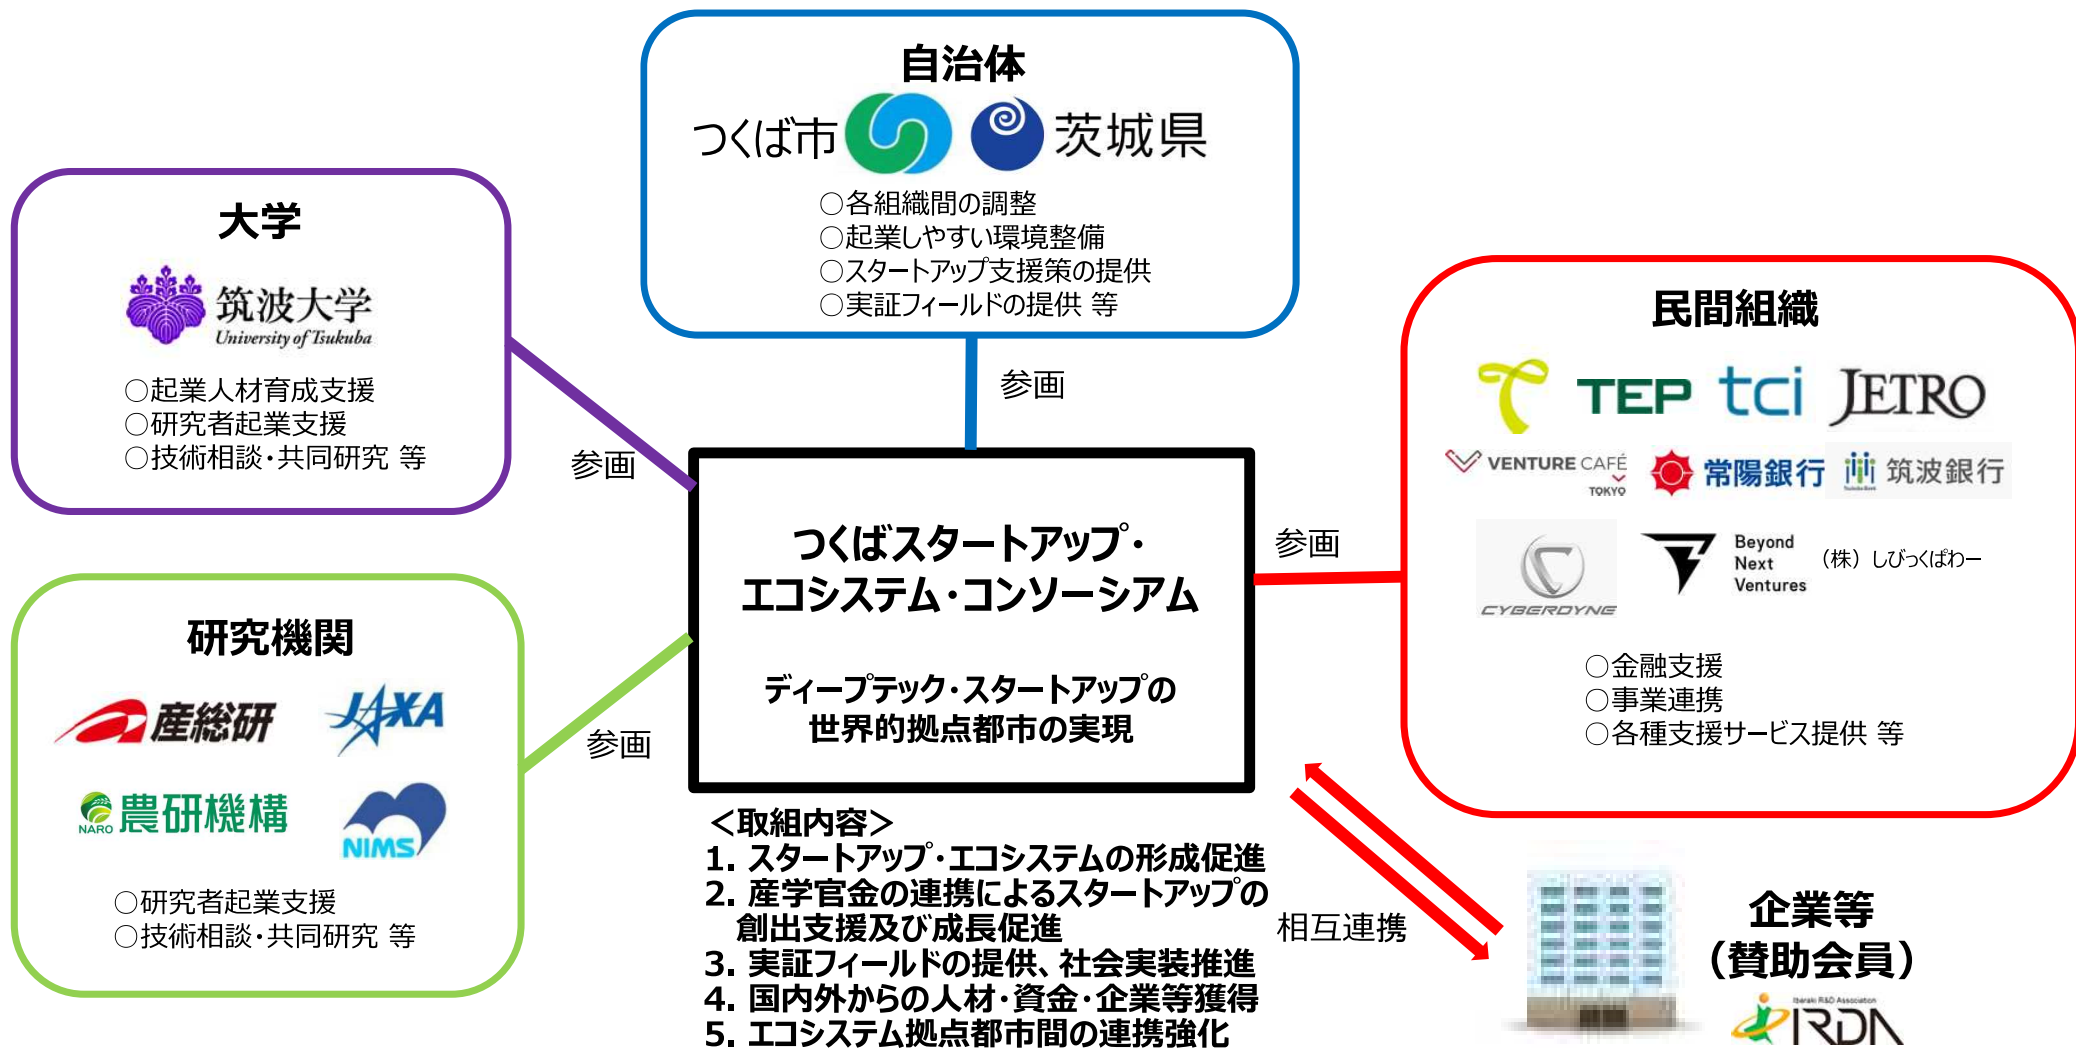 自治体
つくば市
茨城県
○各組織間の調整
○起業しやすい環境整備
○スタートアップ支援策の提供
○実証フィールドの提供 等
大学
筑波大学
University of Tsukuba
○起業人材育成支援
○研究者起業支援
○技術相談・共同研究 等
参画
参画
参画
参画
研究機関
産総研
JAXA
NARO
農研機構
NIMS
○研究者起業支援
○技術相談・共同研究 等
つくばスタートアップ・
エコシステム・コンソーシアム
ディープテック・スタートアップの
世界的拠点都市の実現
<取組内容>
1. スタートアップ・エコシステムの形成促進
2. 産学官金の連携によるスタートアップの
創出支援及び成長促進
3. 実証フィールドの提供、社会実装推進
4. 国内外からの人材・資金・企業等獲得
5. エコシステム拠点都市間の連携強化
民間組織
TEP
tci
JETRO
VENTURE CAFÉ
TOKYO
常陽銀行
Tsukuba Bank
筑波銀行
CYBERDYNE
Beyond
Next
Ventures
(株)しびっくぱわー
○金融支援
○事業連携
○各種支援サービス提供 等
相互連携
企業等
(賛助会員)
Ibaraki R&D Association
IRDA